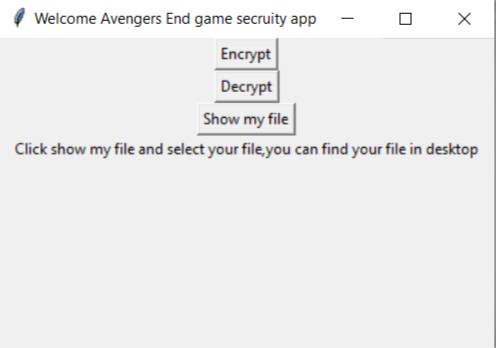 Welcome Avengers End game secruity app
Encrypt
Decrypt
Show my file
Click show my file and select your file,you can find your file in desktop